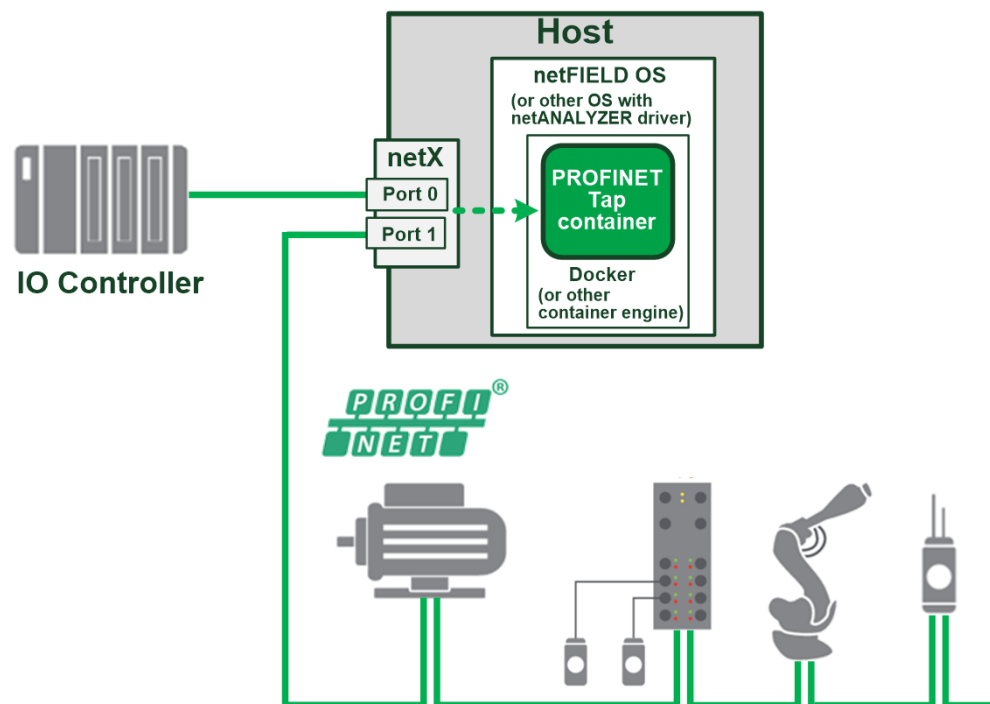 Host
netFIELD OS
(or other OS with
netANALYZER driver)
netX
Port 0
Port 1
PROFINET
Tap
container
Docker
(or other
container engine)
IO Controller
PROFI®
NET